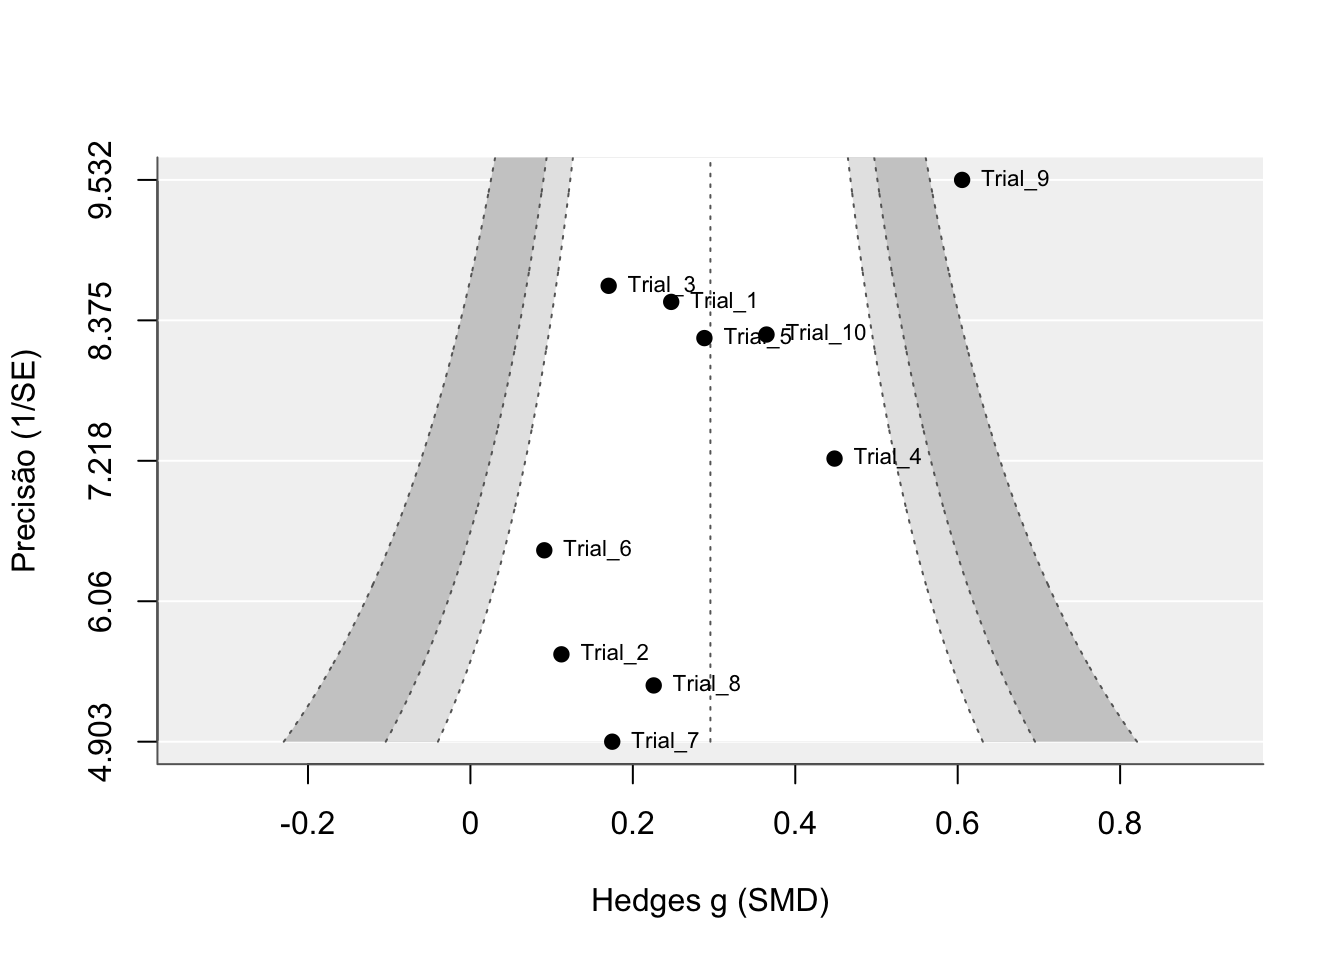 9.532
8.375
7.218
6.06
4.903
Precisão (1/SE)
Trial_9
Trial_3
Trial_1
Trial_5
Trial_10
Trial_4
Trial_6
Trial_2
Trial_8
Trial_7
-0.2 0 0.2 0.4 0.6 0.8
Hedges g (SMD)